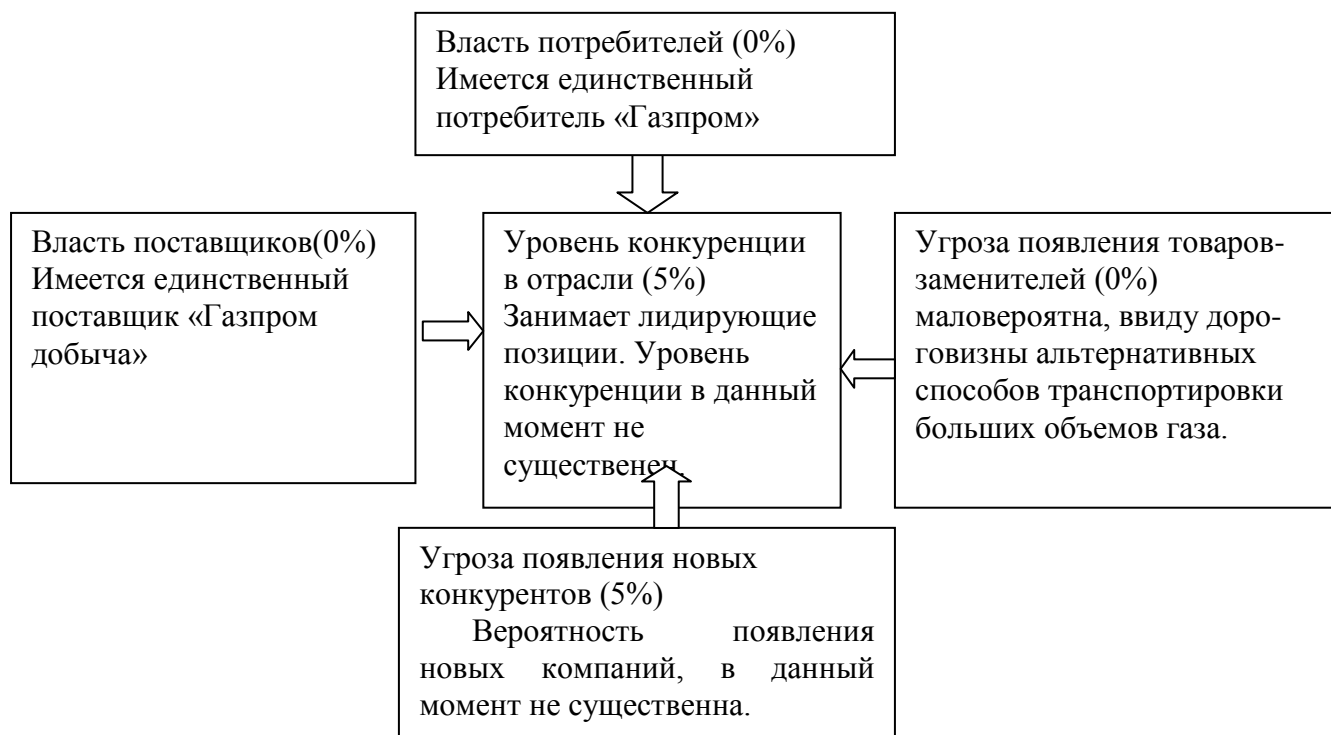 Власть потребителей (0%)
Имеется единственный
потребитель «Газпром»
Власть поставщиков(0%)
Имеется единственный
поставщик «Газпром
добыча»
Уровень конкуренции
в отрасли (5%)
Занимает лидирующие
позиции. Уровень
конкуренции в данный
момент не
существенен.
Угроза появления товаров-
заменителей (0%)
маловероятна, ввиду доро-
говизны альтернативных
способов транспортировки
больших объемов газа.
Угроза появления новых
конкурентов (5%)
Вероятность появления
новых компаний, в данный
момент не существенна.